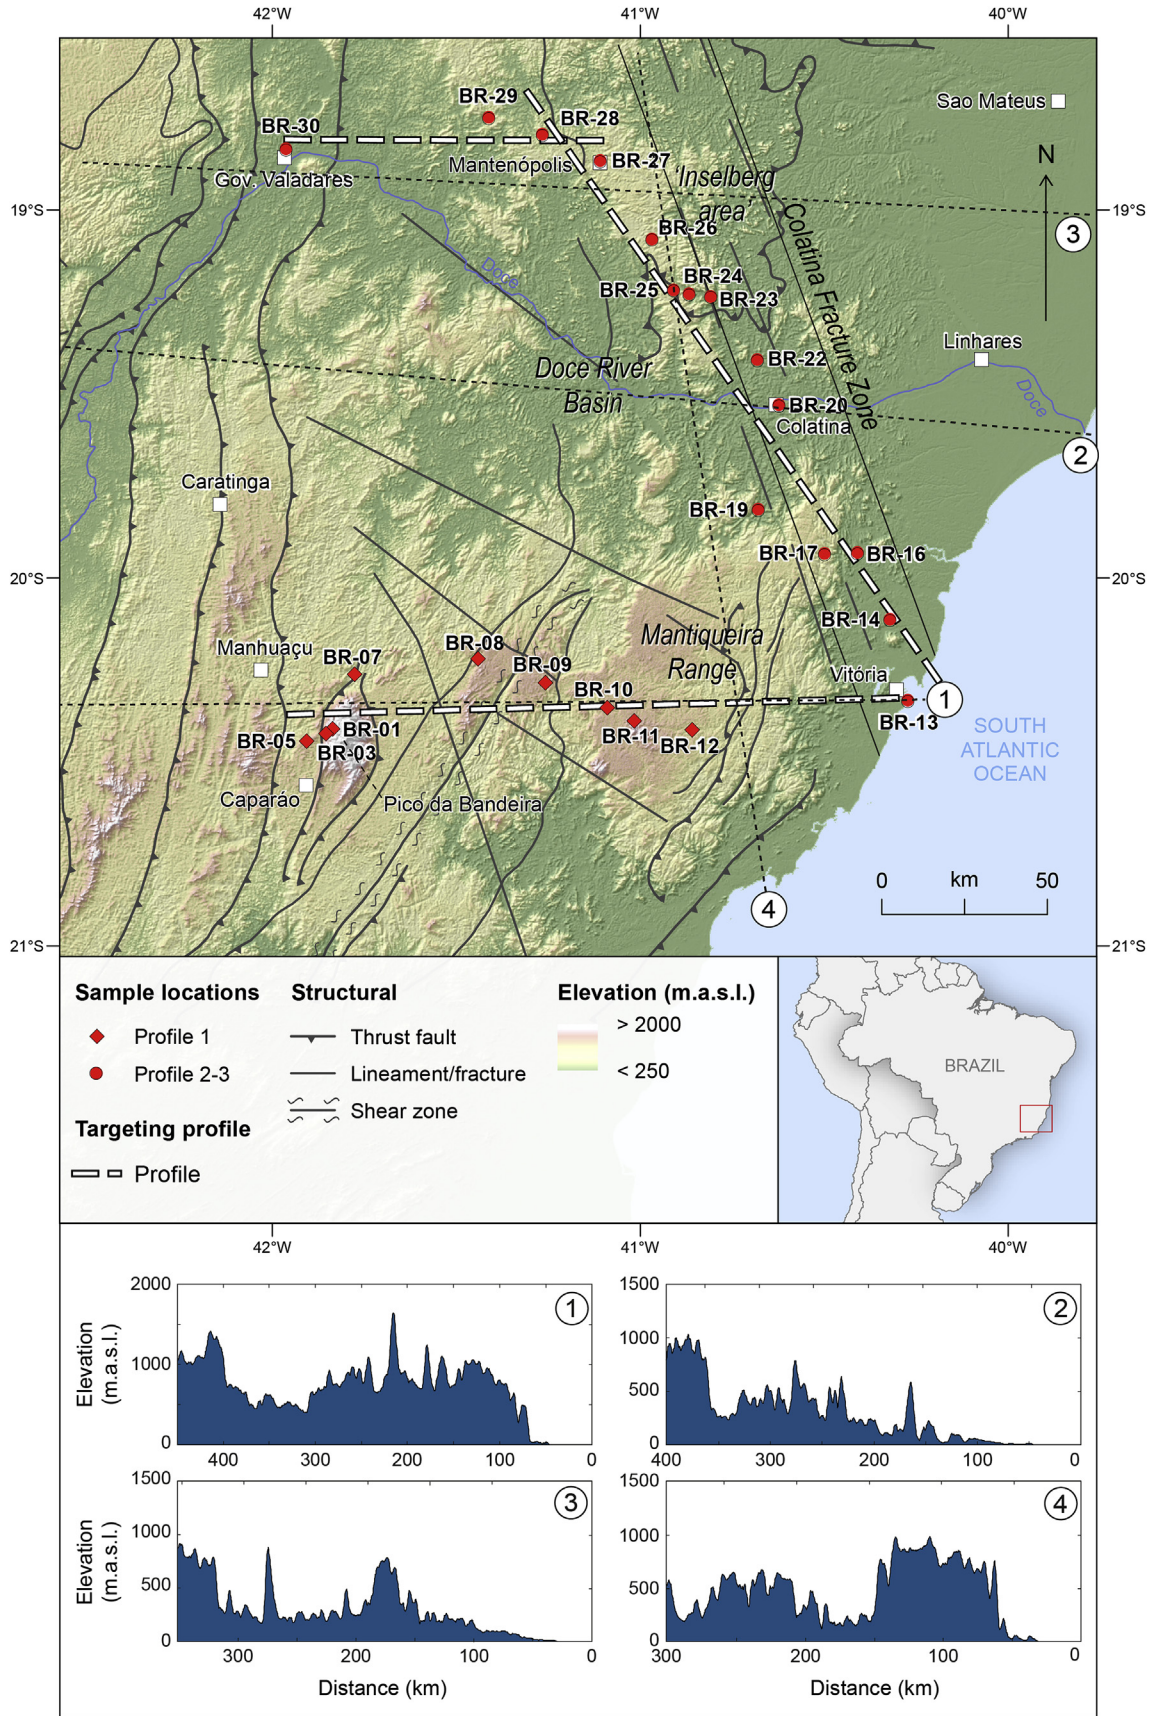 42°W 41°W 40°W
BR-29
Sao Mateus
BR-28
BR-30
N
Mantenópolis
BR-27
Gov. Valadares
'Inselberg
area'
19°S
19°S
3
BR-26
Colatina Fracture Zone
Doce
BR-24
BR-25
BR-23
Linhares
BR-22
Doce River
Basin
Doce
BR-20
Colatina
2
Caratinga
BR-19
BR-17
BR-16
20°S
20°S
BR-14
Mantiqueira
Range
Manhuaçu
BR-08
BR-07
BR-09
Vitória
BR-10
1
BR-13
BR-01
BR-05
BR-03
BR-11
BR-12
SOUTH
ATLANTIC
OCEAN
Caparáo
Pico da Bandeira
0 km 50
4
21°S
21°S
Sample locations
Profile 1
Profile 2-3
Targeting profile
Profile
Structural
Thrust fault
Lineament/fracture
Shear zone
Elevation (m.a.s.l.)
> 2000
< 250
BRAZIL
42°W 41°W 40°W
2000
1000
0
Elevation
(m.a.s.l.)
1
400 300 200 100 0
1500
1000
500
0
2
400 300 200 100 0
1500
1000
500
0
Elevation
(m.a.s.l.)
3
300 200 100 0
Distance (km)
1500
1000
500
0
4
300 200 100 0
Distance (km)